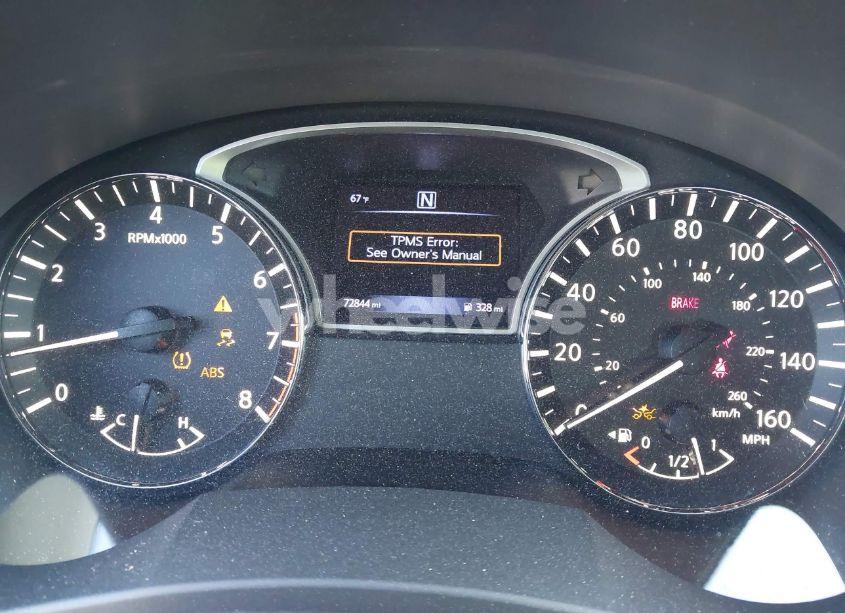 67°F
N
TPMS Error:
See Owner's Manual
72844 mi
328 mi
0
1
2
3
4
5
6
7
8
RPMx1000
ABS
C
H
0
20
40
60
80
100
120
140
160
MPH
20
60
100
140
180
220
260
km/h
BRAKE
0
1/2
1
wheelwise